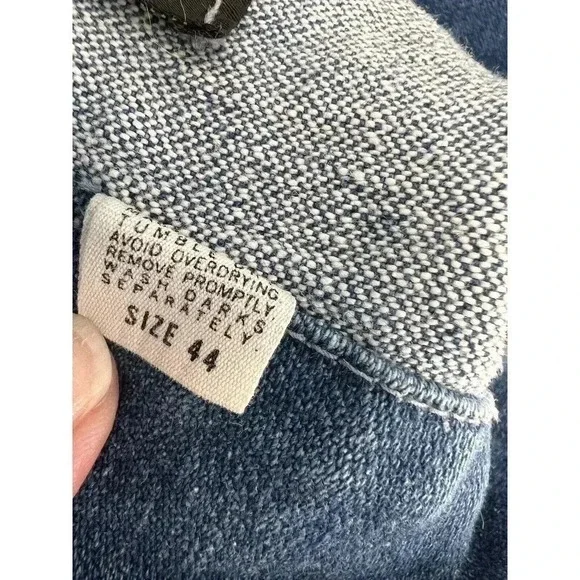 TUMBLE
AVOID OVERDRYING
REMOVE PROMPTLY
WASH DARKS
SEPARATELY.
SIZE 44